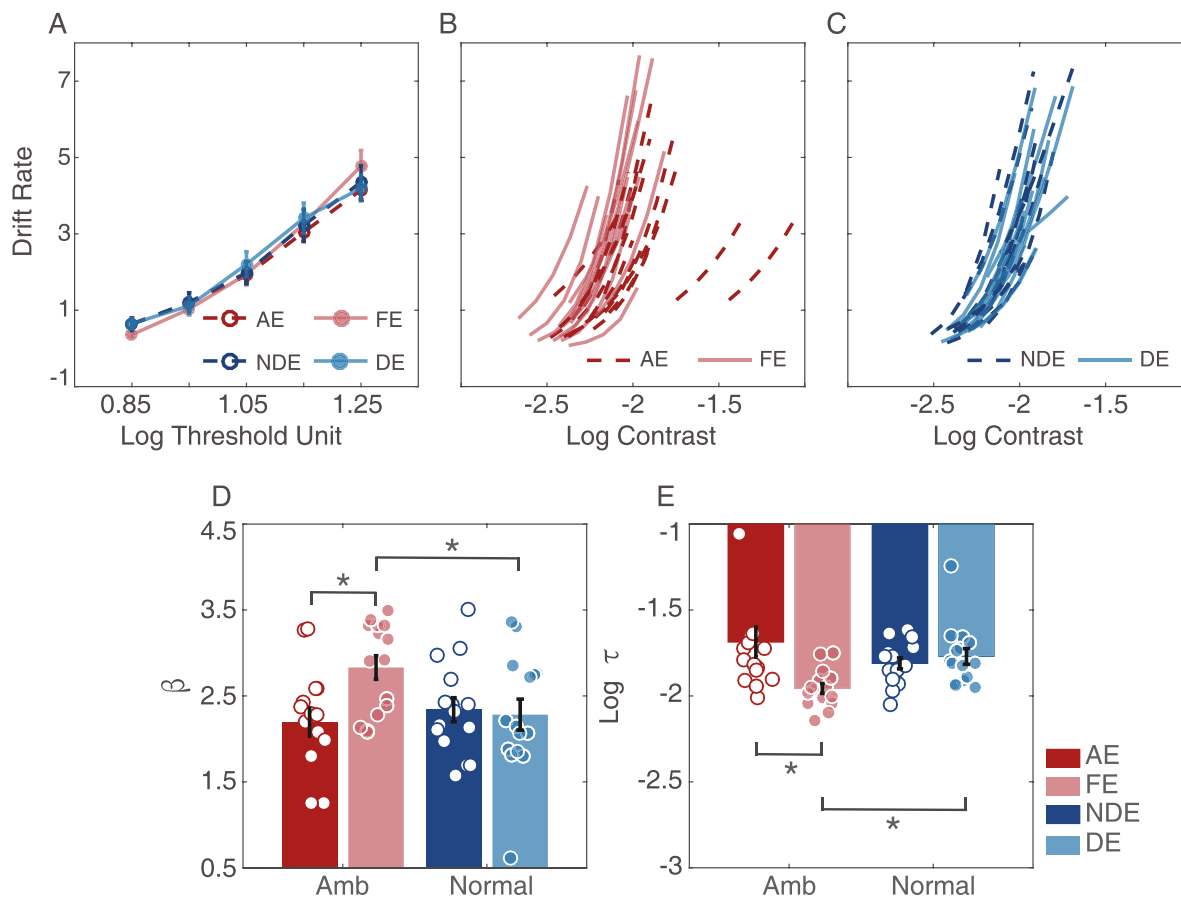 A
B
C
Drift Rate
7
5
3
1
-1
AE
FE
NDE
DE
0.85
1.05
1.25
Log Threshold Unit
AE
FE
-2.5
-2
-1.5
Log Contrast
NDE
DE
-2.5
-2
-1.5
Log Contrast
D
β
4.5
3.5
2.5
1.5
0.5
*
*
Amb
Normal
E
Log τ
-1
-1.5
-2
-2.5
-3
*
*
Amb
Normal
AE
FE
NDE
DE